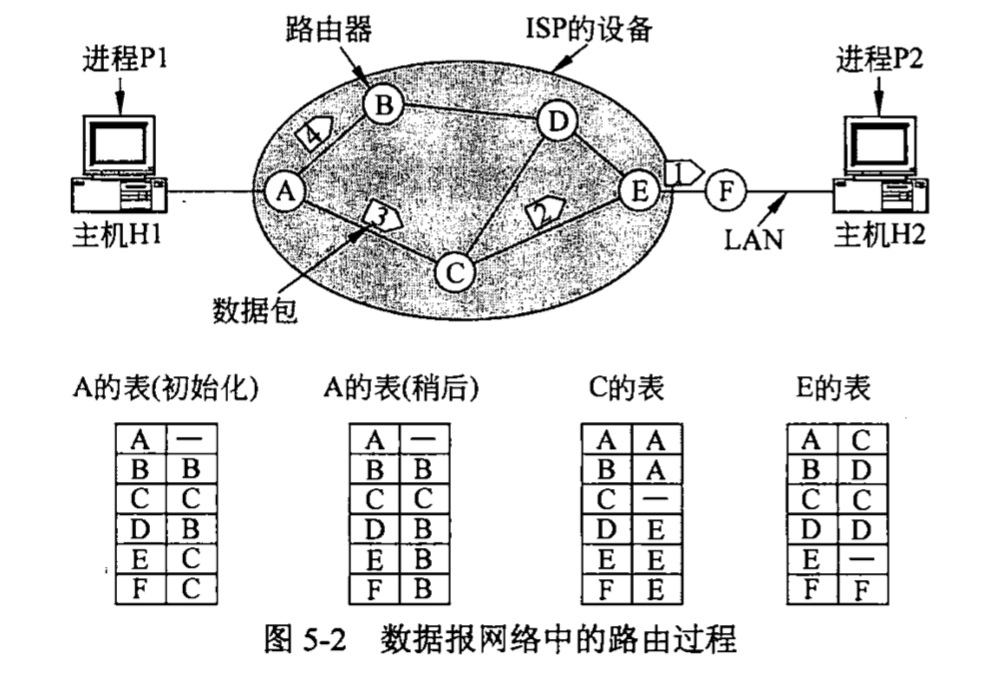 路由器 ISP的设备
进程P1 进程P2
B
D
4
A
1
E
F
3
2
主机H1
C
LAN
主机H2
数据包
A的表(初始化) A的表(稍后) C的表 E的表
A — A — A A A C
B B B B B A B D
C C C C C — C C
D B D B D E D D
E C E B E E E —
F C F B F E F F
图 5-2 数据报网络中的路由过程